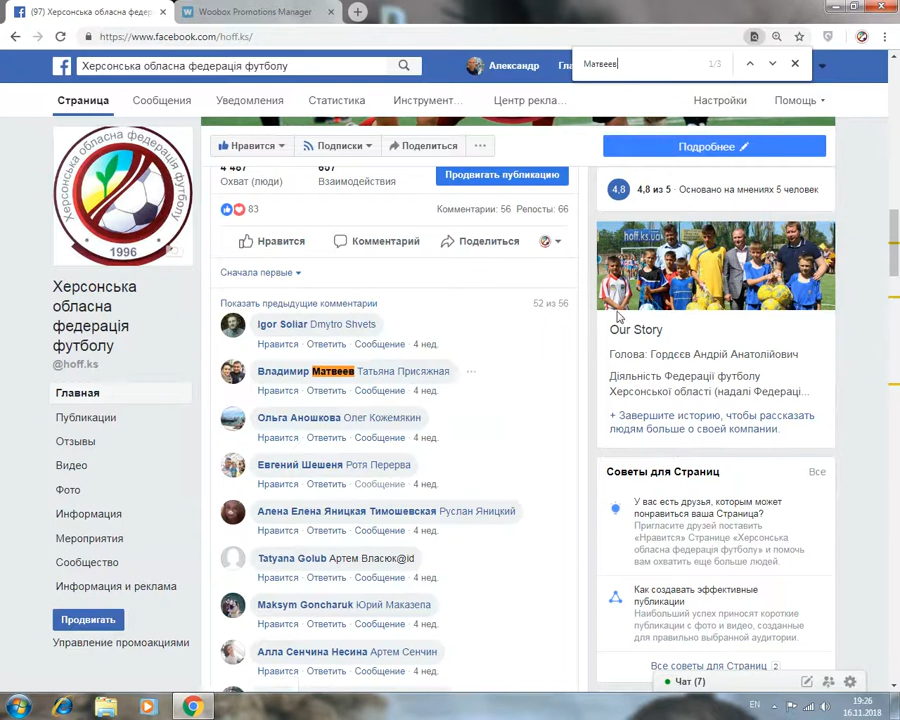 (97) Херсонська обласна федер
Woobox Promotions Manager
https://www.facebook.com/hoff.ks/
Матвеев
1/3
Херсонська обласна федерація футболу
Александр
Гла
Страница
Сообщения
Уведомления
Статистика
Инструмент...
Центр рекла...
Настройки
Помощь
Нравится
Подписки
Поделиться
Подробнее
Охват (люди)
Взаимодействия
Продвигать публикацию
83
Комментарии: 56
Репосты: 66
Нравится
Комментарий
Поделиться
Сначала первые
Показать предыдущие комментарии
52 из 56
Igor Soliar Dmytro Shvets
Нравится · Ответить · Сообщение · 4 нед.
Владимир Матвеев Татьяна Присяжная
Нравится · Ответить · Сообщение · 4 нед.
Ольга Аношкова Олег Кожемякин
Нравится · Ответить · Сообщение · 4 нед.
Евгений Шешеня Ротя Перерва
Нравится · Ответить · Сообщение · 4 нед.
Алена Елена Яницкая Тимошевская Руслан Яницкий
Нравится · Ответить · Сообщение · 4 нед.
Tatyana Golub Артем Власюк@id
Нравится · Ответить · Сообщение · 4 нед.
Maksym Goncharuk Юрий Маказепа
Нравится · Ответить · Сообщение · 4 нед.
Алла Сенчина Несина Артем Сенчин
Нравится · Ответить · Сообщение · 4 нед.
Херсонська обласна федерація футболу
1996
Херсонська
обласна
федерація
футболу
@hoff.ks
Главная
Публикации
Отзывы
Видео
Фото
Информация
Мероприятия
Сообщество
Информация и реклама
Продвигать
Управление промоакциями
4,8
4,8 из 5 · Основано на мнениях 5 человек
hoff.ks.ua
Our Story
Голова: Гордєєв Андрій Анатолійович
Діяльність Федерації футболу
Херсонської області (надалі Федераці...
+ Завершите историю, чтобы рассказать
людям больше о своей компании.
Советы для Страниц
Все
У вас есть друзья, которым может
понравиться ваша Страница?
Пригласите друзей поставить
«Нравится» Странице «Херсонська
обласна федерація футболу» и помочь
вам охватить еще больше людей.
Как создавать эффективные
публикации
Наибольший успех приносят короткие
публикации с фото и видео, созданные
для правильно выбранной аудитории.
Все советы для Страниц
2
Чат (7)
EN
19:26
16.11.2018